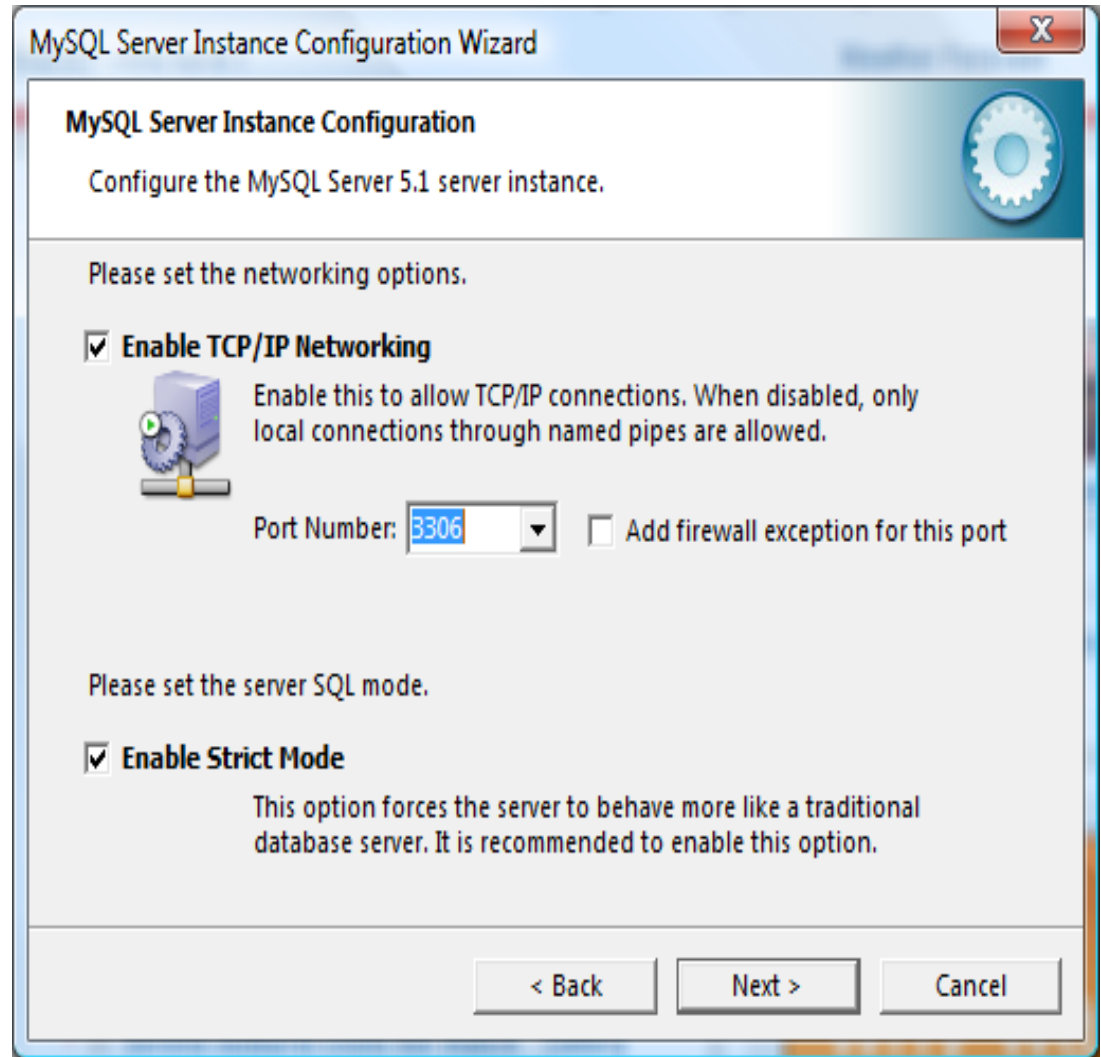 MySQL Server Instance Configuration Wizard
X
MySQL Server Instance Configuration
Configure the MySQL Server 5.1 server instance.
Please set the networking options.
Enable TCP/IP Networking
Enable this to allow TCP/IP connections. When disabled, only
local connections through named pipes are allowed.
Port Number: 3306 Add firewall exception for this port
Please set the server SQL mode.
Enable Strict Mode
This option forces the server to behave more like a traditional
database server. It is recommended to enable this option.
< Back Next > Cancel